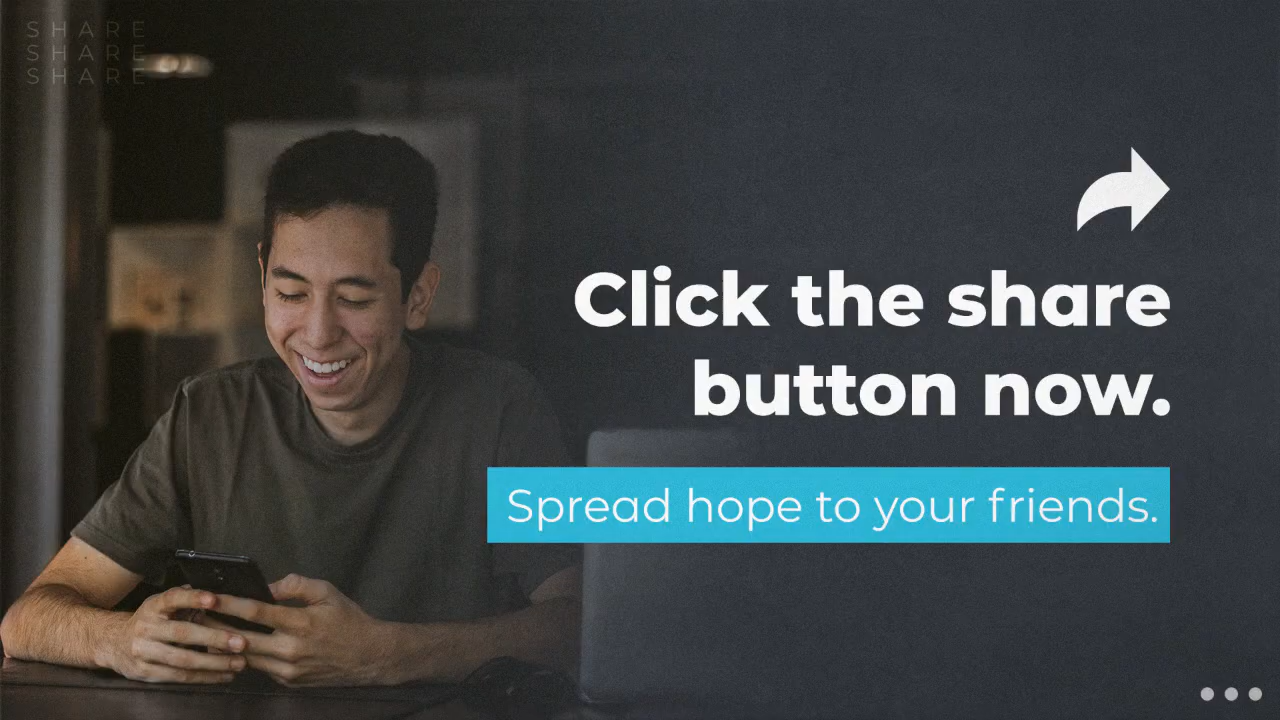 SHARE
SHARE
SHARE
Click the share
button now.
Spread hope to your friends.